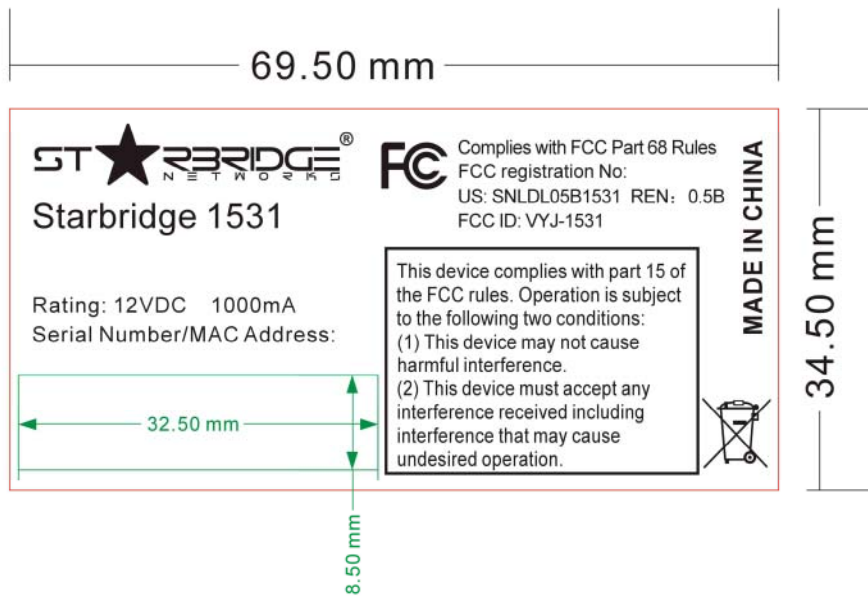 69.50 mm
ST★RBRIDGE®
NETWORKS
Starbridge 1531
Rating: 12VDC 1000mA
Serial Number/MAC Address:
32.50 mm
8.50 mm
FC
Complies with FCC Part 68 Rules
FCC registration No:
US: SNLDL05B1531 REN: 0.5B
FCC ID: VYJ-1531
This device complies with part 15 of
the FCC rules. Operation is subject
to the following two conditions:
(1) This device may not cause
harmful interference.
(2) This device must accept any
interference received including
interference that may cause
undesired operation.
MADE IN CHINA
34.50 mm